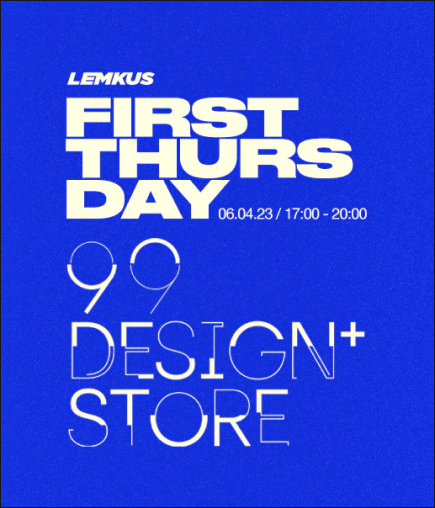 LEMKUS
FIRST
THURS
DAY 06.04.23 / 17:00 - 20:00
99
DESIGN+
STORE